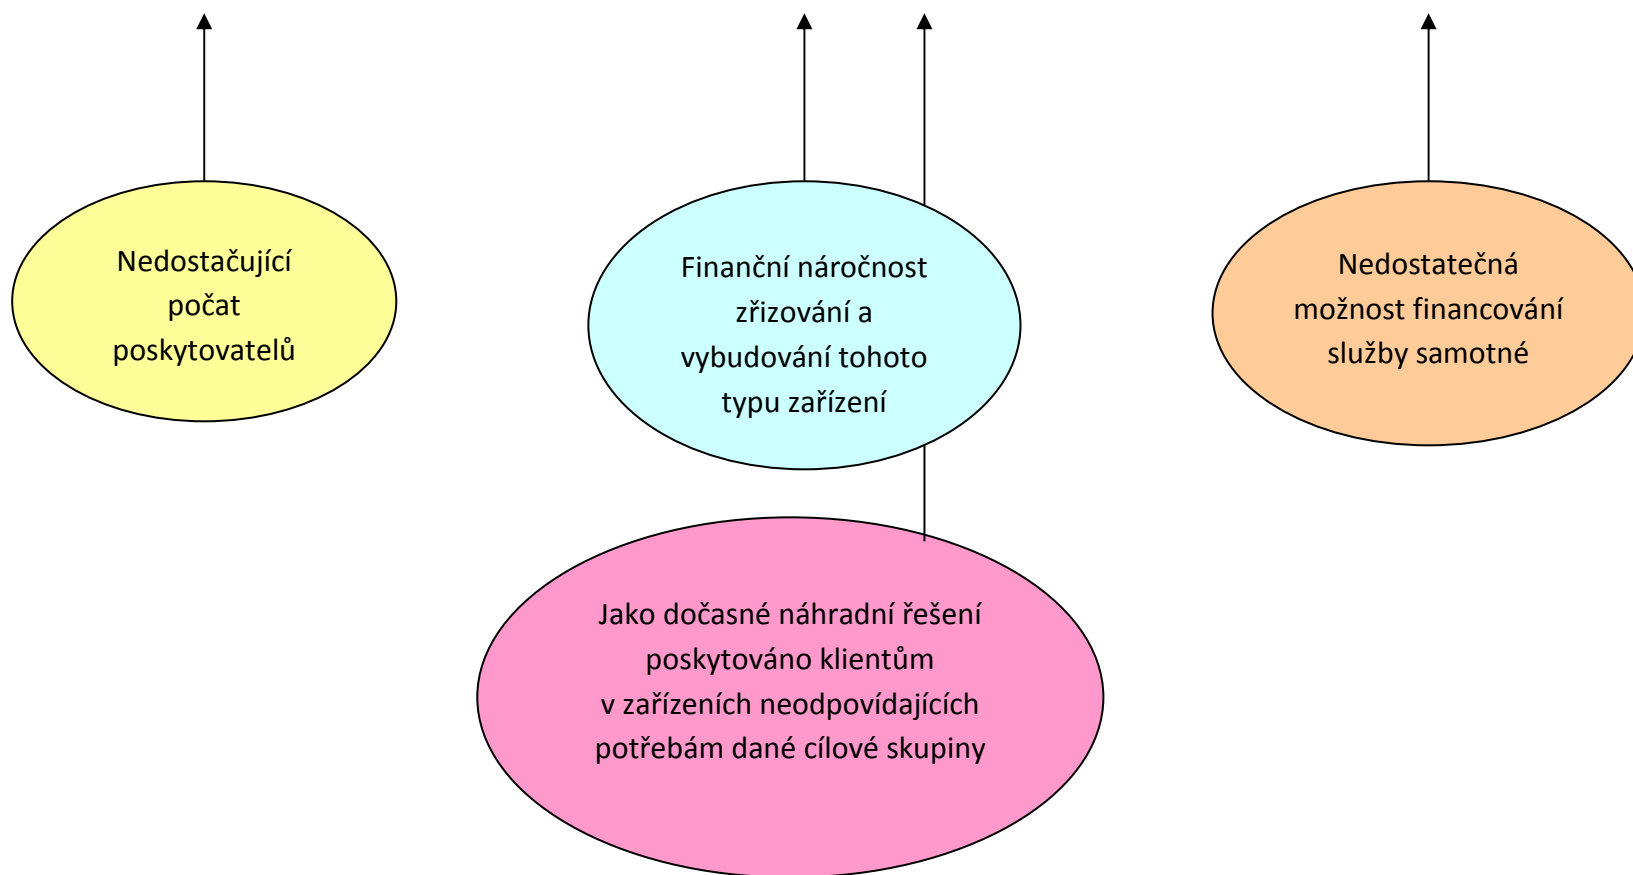 Nedostačující
počat
poskytovatelů
Finanční náročnost
zřizování a
vybudování tohoto
typu zařízení
Nedostatečná
možnost financování
služby samotné
Jako dočasné náhradní řešení
poskytováno klientům
v zařízeních neodpovídajících
potřebám dané cílové skupiny